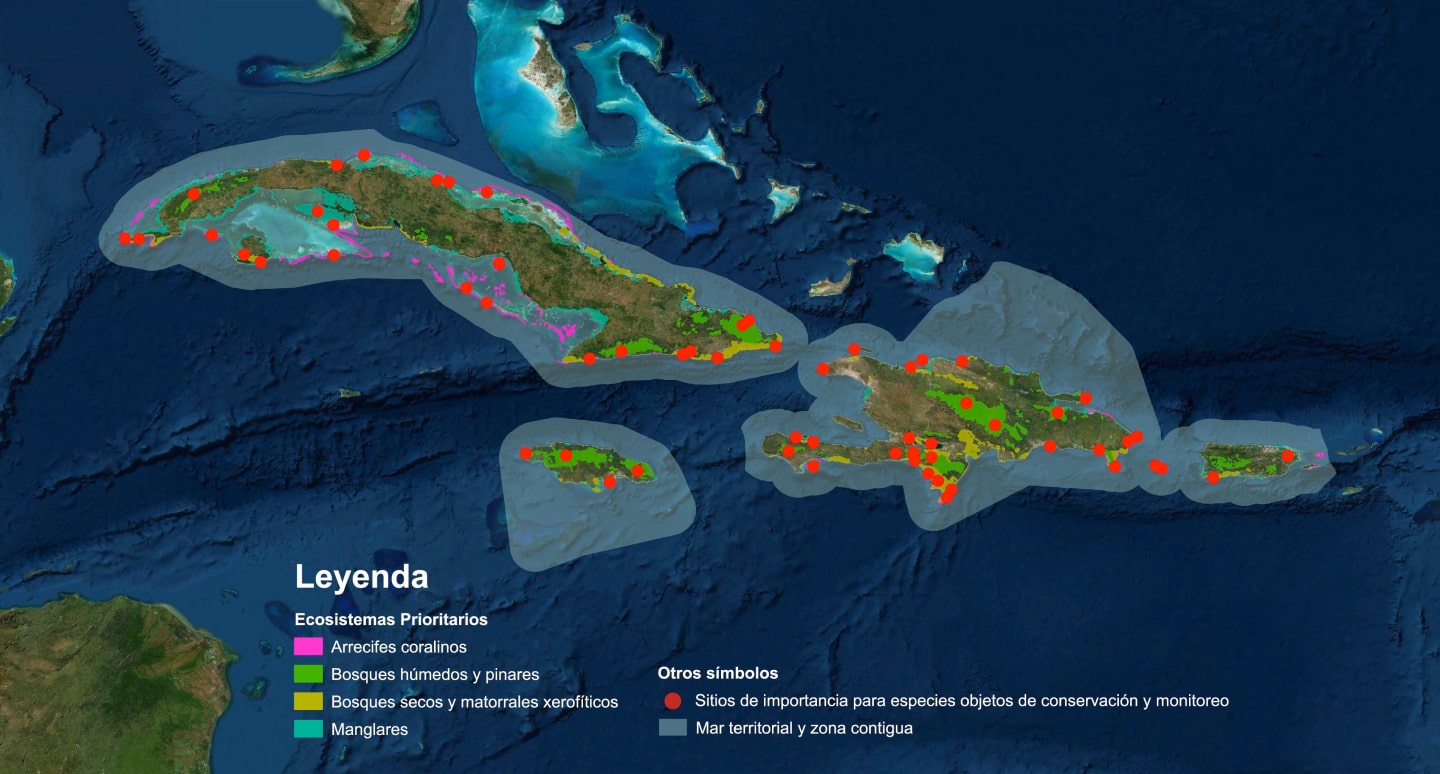 Leyenda
Ecosistemas Prioritarios
Arrecifes coralinos
Bosques húmedos y pinares
Bosques secos y matorrales xerofíticos
Manglares
Otros símbolos
Sitios de importancia para especies objetos de conservación y monitoreo
Mar territorial y zona contigua